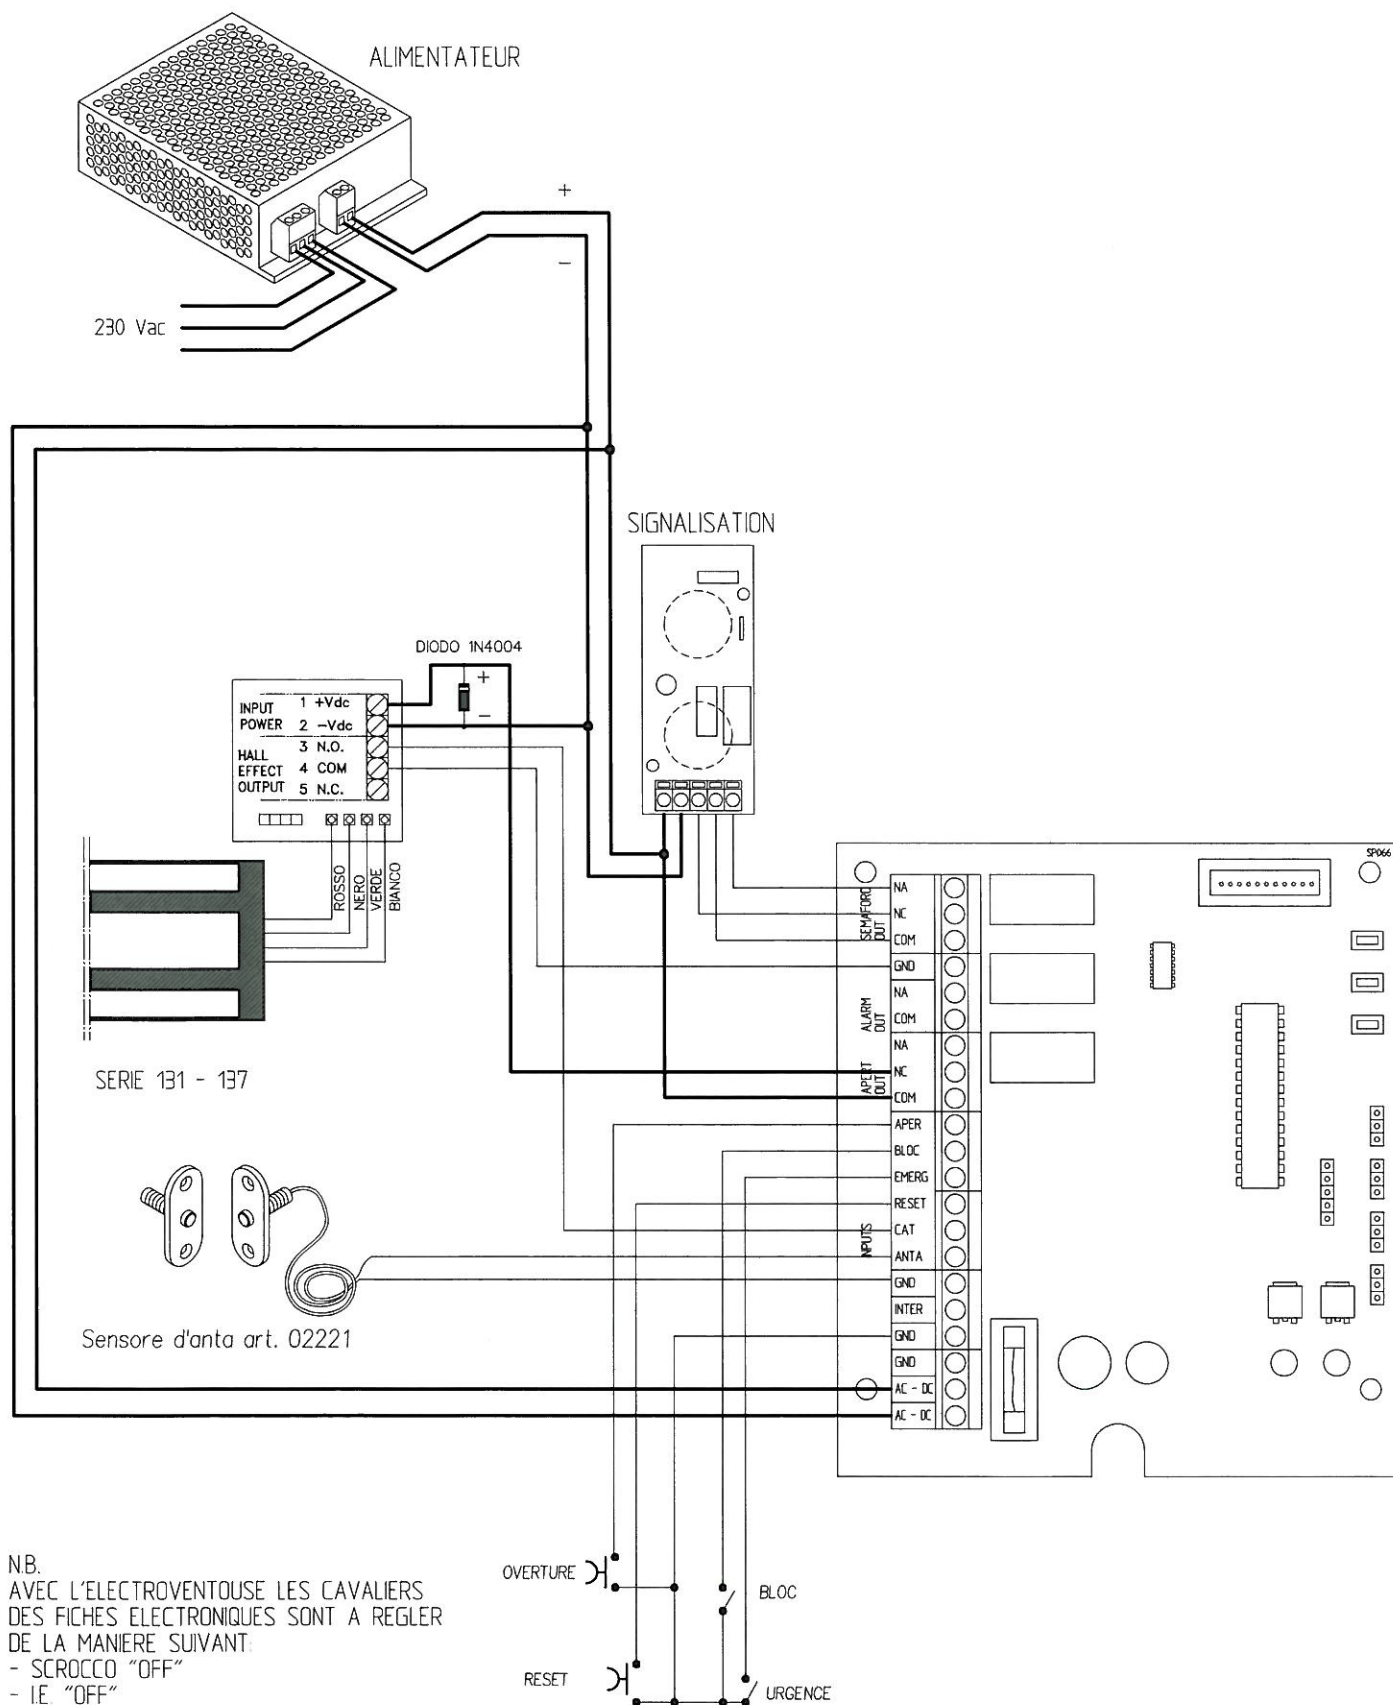 ALIMENTATEUR
+
–
230 Vac
SIGNALISATION
DIODO 1N4004
+
–
INPUT POWER
1 +Vdc
2 –Vdc
HALL EFFECT OUTPUT
3 N.O.
4 COM
5 N.C.
ROSSO
NERO
VERDE
BIANCO
SERIE 131 - 137
Sensore d'anta art. 02221
SP066
SEMAFORO OUT
NA
NC
COM
GND
ALARM OUT
NA
COM
APERT OUT
NA
NC
COM
INPUTS
APER
BLOC
EMERG
RESET
CAT
ANTA
GND
INTER
GND
GND
AC - DC
AC - DC
OVERTURE
BLOC
RESET
URGENCE
N.B.
AVEC L'ELECTROVENTOUSE LES CAVALIERS
DES FICHES ELECTRONIQUES SONT A REGLER
DE LA MANIERE SUIVANT:
- SCROCCO "OFF"
- I.E. "OFF"